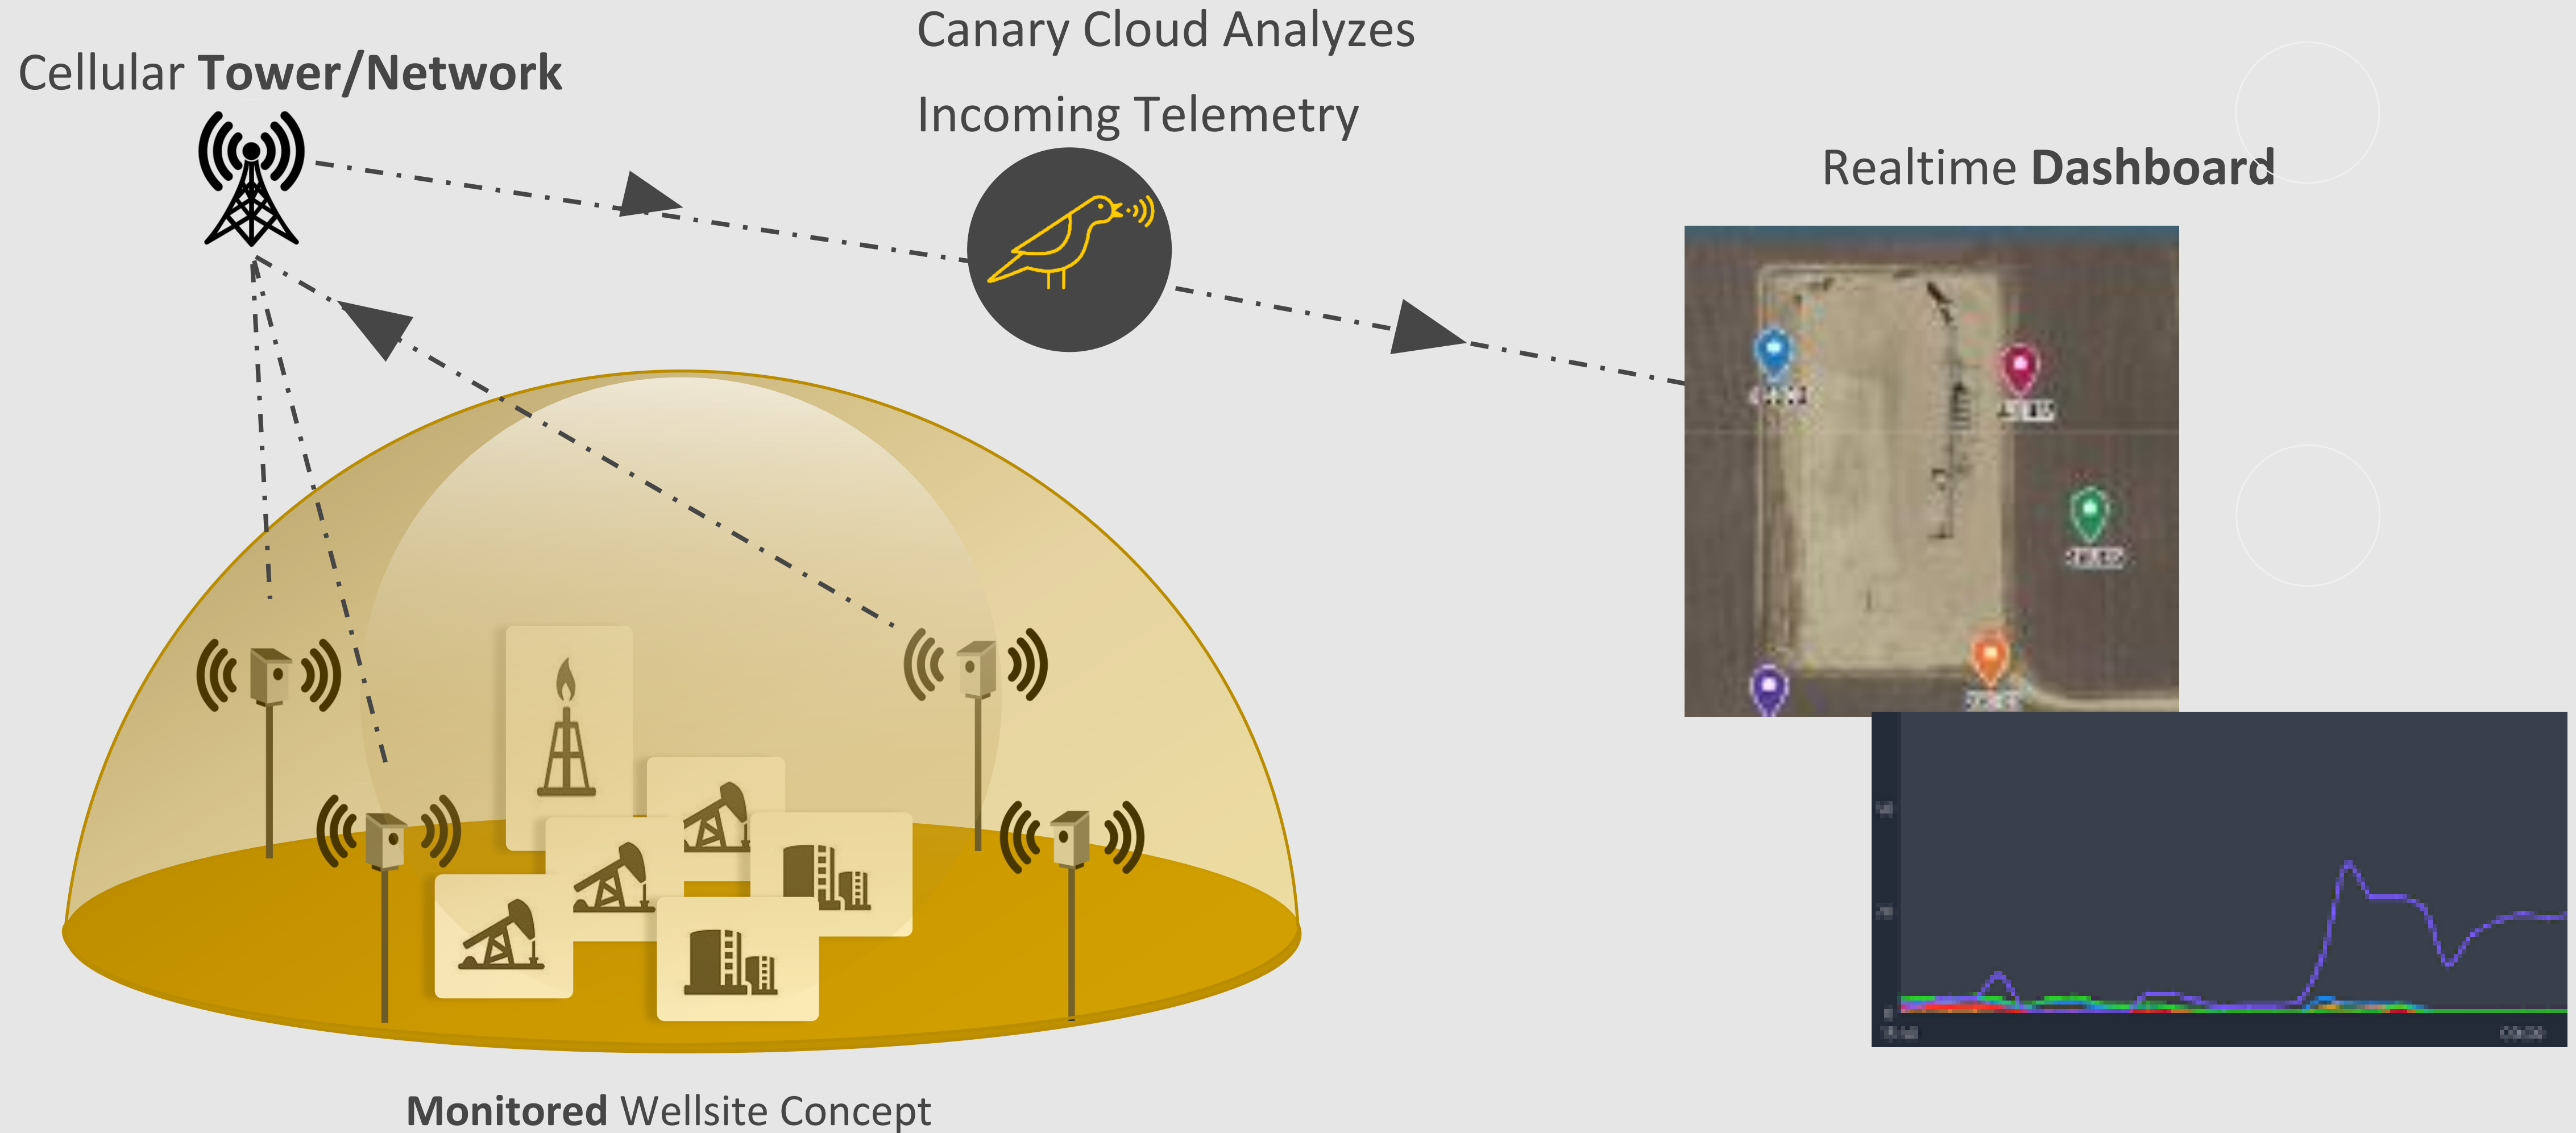 Cellular Tower/Network
Canary Cloud Analyzes
Incoming Telemetry
Realtime Dashboard
Monitored Wellsite Concept